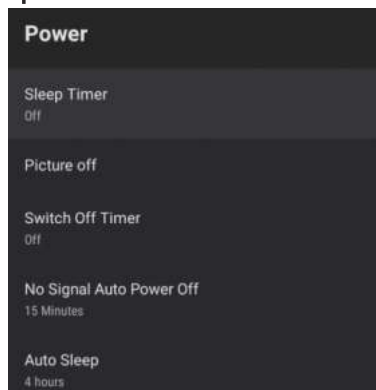 Power
Sleep Timer
Off
Picture off
Switch Off Timer
Off
No Signal Auto Power Off
15 Minutes
Auto Sleep
4 hours